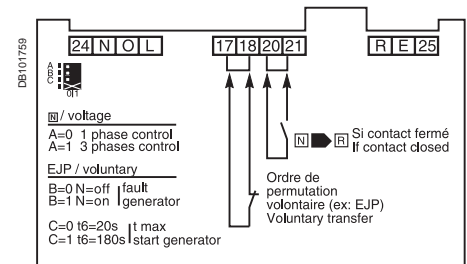 DB101759
24 N O L 17 18 20 21 R E 25
A
B
C
0 1
N / voltage
A=0 1 phase control
A=1 3 phases control
EJP / voluntary
B=0 N=off fault
B=1 N=on generator
C=0 t6=20s t max
C=1 t6=180s start generator
N R Si contact fermé
If contact closed
Ordre de
permutation
volontaire (ex: EJP)
Voluntary transfer